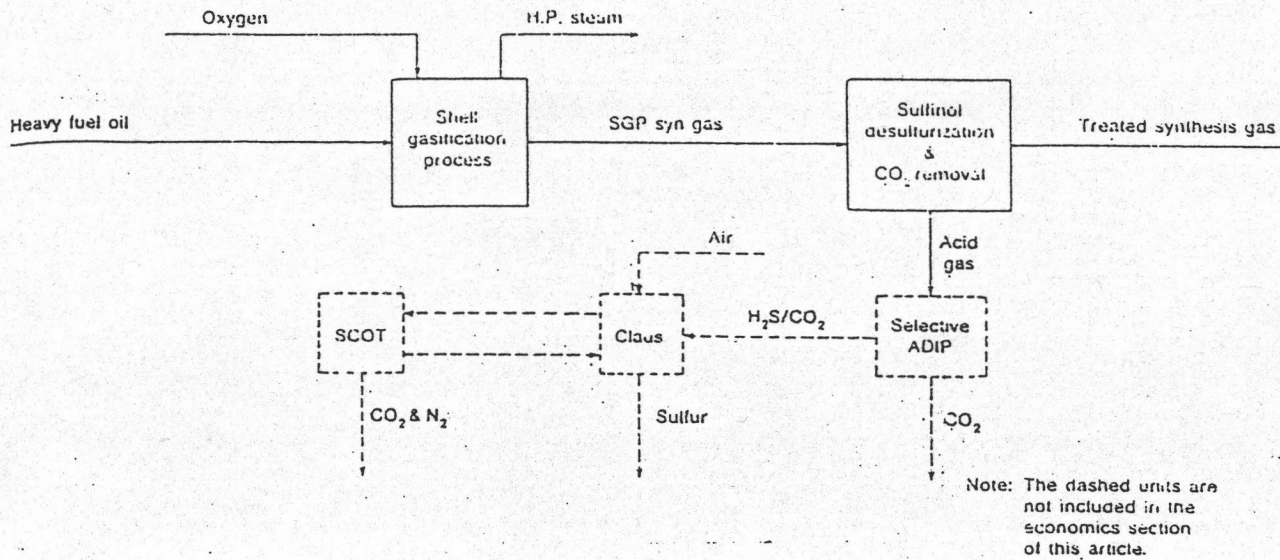 Oxygen
H.P. steam
Heavy fuel oil
Shell
gasification
process
SGP syn gas
Sulfinol
desulfurization
&
CO₂ removal
Treated synthesis gas
Air
Acid
gas
SCOT
Claus
H₂S/CO₂
Selective
ADIP
CO₂ & N₂
Sulfur
CO₂
Note: The dashed units are
not included in the
economics section
of this article.